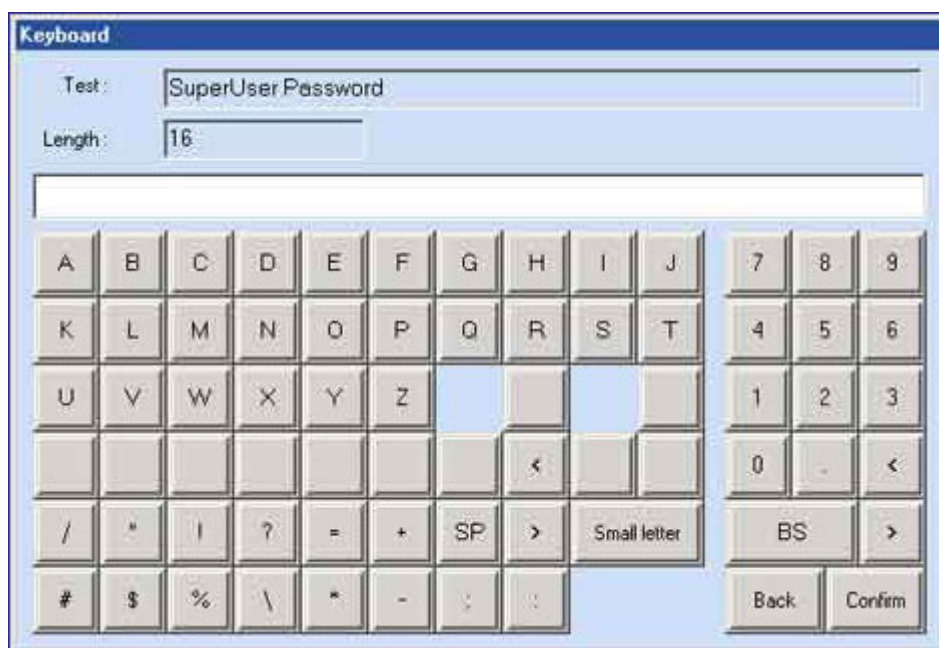 Keyboard
Test : SuperUser Password
Length : 16
A B C D E F G H I J 7 8 9
K L M N O P Q R S T 4 5 6
U V W X Y Z 1 2 3
< 0 . <
/ " ! ? = + SP > Small letter BS >
# $ % \ * - ; : Back Confirm